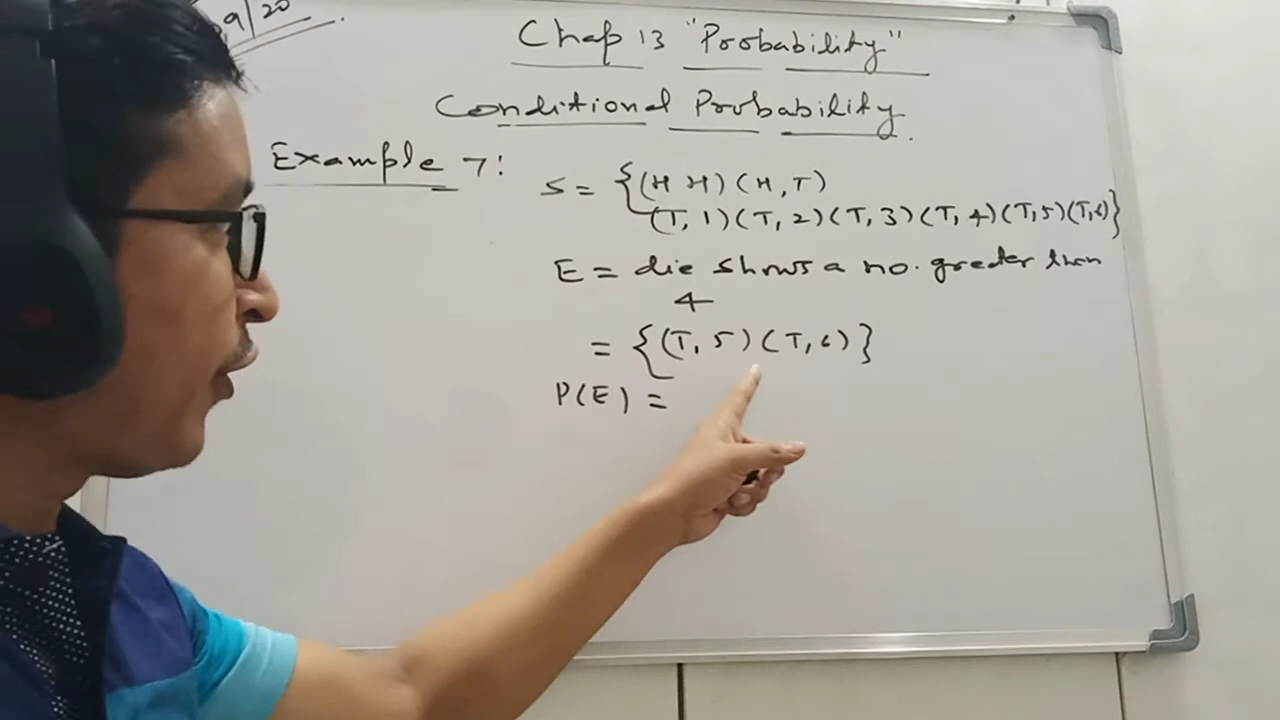 9/20
Chap 13 "Probability"
Conditional Probability.
Example 7:
S = {(H H) (H, T)
(T, 1) (T, 2) (T, 3) (T, 4) (T, 5) (T, 6)}
E = die shows a no. greater than
4
= {(T, 5) (T, 6)}
P(E) =